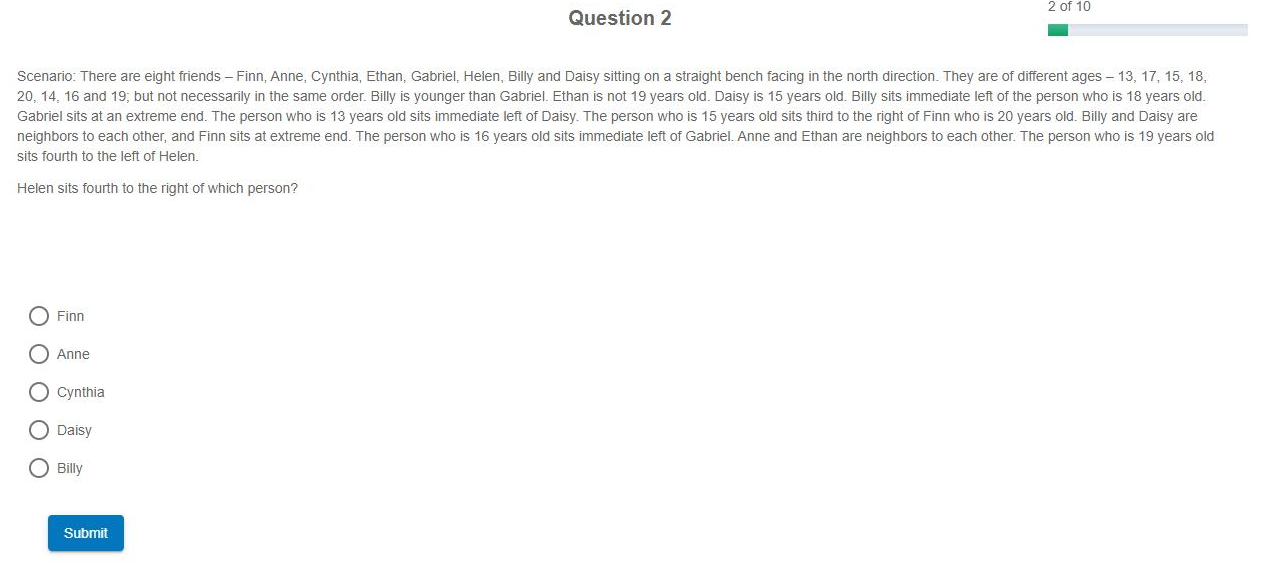 2 of 10
Question 2
Scenario: There are eight friends – Finn, Anne, Cynthia, Ethan, Gabriel, Helen, Billy and Daisy sitting on a straight bench facing in the north direction. They are of different ages – 13, 17, 15, 18,
20, 14, 16 and 19; but not necessarily in the same order. Billy is younger than Gabriel. Ethan is not 19 years old. Daisy is 15 years old. Billy sits immediate left of the person who is 18 years old.
Gabriel sits at an extreme end. The person who is 13 years old sits immediate left of Daisy. The person who is 15 years old sits third to the right of Finn who is 20 years old. Billy and Daisy are
neighbors to each other, and Finn sits at extreme end. The person who is 16 years old sits immediate left of Gabriel. Anne and Ethan are neighbors to each other. The person who is 19 years old
sits fourth to the left of Helen.
Helen sits fourth to the right of which person?
Finn
Anne
Cynthia
Daisy
Billy
Submit